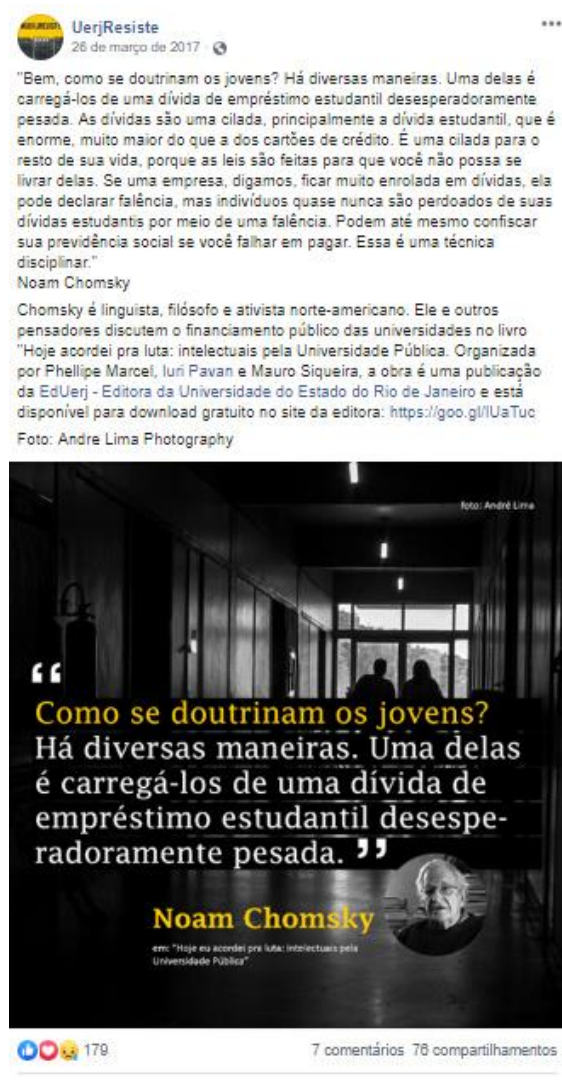 UerjResiste
26 de março de 2017 ·
"Bem, como se doutrinam os jovens? Há diversas maneiras. Uma delas é
carregá-los de uma dívida de empréstimo estudantil desesperadoramente
pesada. As dívidas são uma cilada, principalmente a dívida estudantil, que é
enorme, muito maior do que a dos cartões de crédito. É uma cilada para o
resto de sua vida, porque as leis são feitas para que você não possa se
livrar delas. Se uma empresa, digamos, ficar muito enrolada em dívidas, ela
pode declarar falência, mas indivíduos quase nunca são perdoados de suas
dívidas estudantis por meio de uma falência. Podem até mesmo confiscar
sua previdência social se você falhar em pagar. Essa é uma técnica
disciplinar."
Noam Chomsky
Chomsky é linguista, filósofo e ativista norte-americano. Ele e outros
pensadores discutem o financiamento público das universidades no livro
"Hoje acordei pra luta: intelectuais pela Universidade Pública. Organizada
por Phellipe Marcel, Iuri Pavan e Mauro Siqueira, a obra é uma publicação
da EdUerj - Editora da Universidade do Estado do Rio de Janeiro e está
disponível para download gratuito no site da editora: https://goo.gl/IUaTuc
Foto: Andre Lima Photography
foto: André Lima
“
Como se doutrinam os jovens?
Há diversas maneiras. Uma delas
é carregá-los de uma dívida de
empréstimo estudantil desespe-
radoramente pesada. ”
Noam Chomsky
em: "Hoje eu acordei pra luta: intelectuais pela
Universidade Pública"
179
7 comentários 76 compartilhamentos